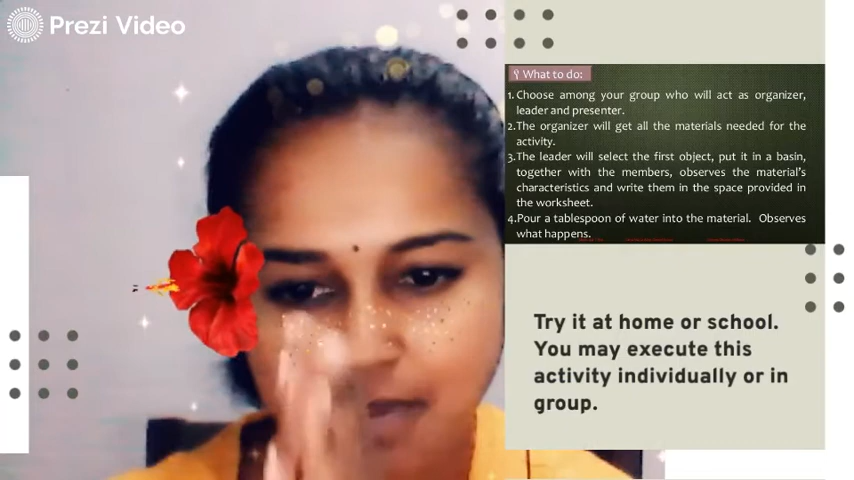 Prezi Video
What to do:
1. Choose among your group who will act as organizer,
leader and presenter.
2. The organizer will get all the materials needed for the
activity.
3. The leader will select the first object, put it in a basin,
together with the members, observes the material's
characteristics and write them in the space provided in
the worksheet.
4. Pour a tablespoon of water into the material. Observes
what happens.
Try it at home or school.
You may execute this
activity individually or in
group.